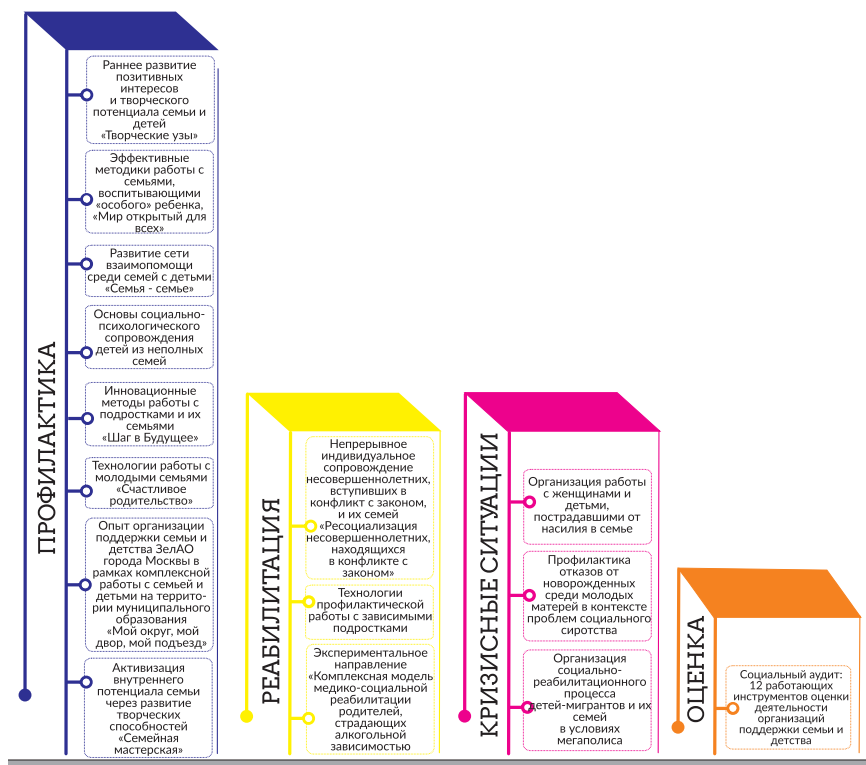 ПРОФИЛАКТИКА
Раннее развитие
позитивных
интересов
и творческого
потенциала семьи и
детей
«Творческие узы»
Эффективные
методики работы с
семьями,
воспитывающими
«особого» ребенка,
«Мир открытый для
всех»
Развитие сети
взаимопомощи
среди семей с детьми
«Семья - семье»
Основы социально-
психологического
сопровождения
детей из неполных
семей
Инновационные
методы работы с
подростками и их
семьями
«Шаг в Будущее»
Технологии работы с
молодыми семьями
«Счастливое
родительство»
Опыт организации
поддержки семьи и
детства ЗелАО
города Москвы в
рамках комплексной
работы с семьей и
детьми на террито-
рии муниципального
образования
«Мой округ, мой
двор, мой подъезд»
Активизация
внутреннего
потенциала семьи
через развитие
творческих
способностей
«Семейная
мастерская»
РЕАБИЛИТАЦИЯ
Непрерывное
индивидуальное
сопровождение
несовершеннолетних,
вступивших в
конфликт с законом,
и их семей
«Ресоциализация
несовершеннолетних,
находящихся
в конфликте с
законом»
Технологии
профилактической
работы с зависимыми
подростками
Экспериментальное
направление
«Комплексная модель
медико-социальной
реабилитации
родителей,
страдающих
алкогольной
зависимостью
КРИЗИСНЫЕ СИТУАЦИИ
Организация работы
с женщинами и
детьми,
пострадавшими от
насилия в семье
Профилактика
отказов от
новорожденных
среди молодых
матерей в контексте
проблем социального
сиротства
Организация
социально-
реабилитационного
процесса
детей-мигрантов и их
семей
в условиях
мегаполиса
ОЦЕНКА
Социальный аудит:
12 работающих
инструментов оценки
деятельности
организаций
поддержки семьи и
детства